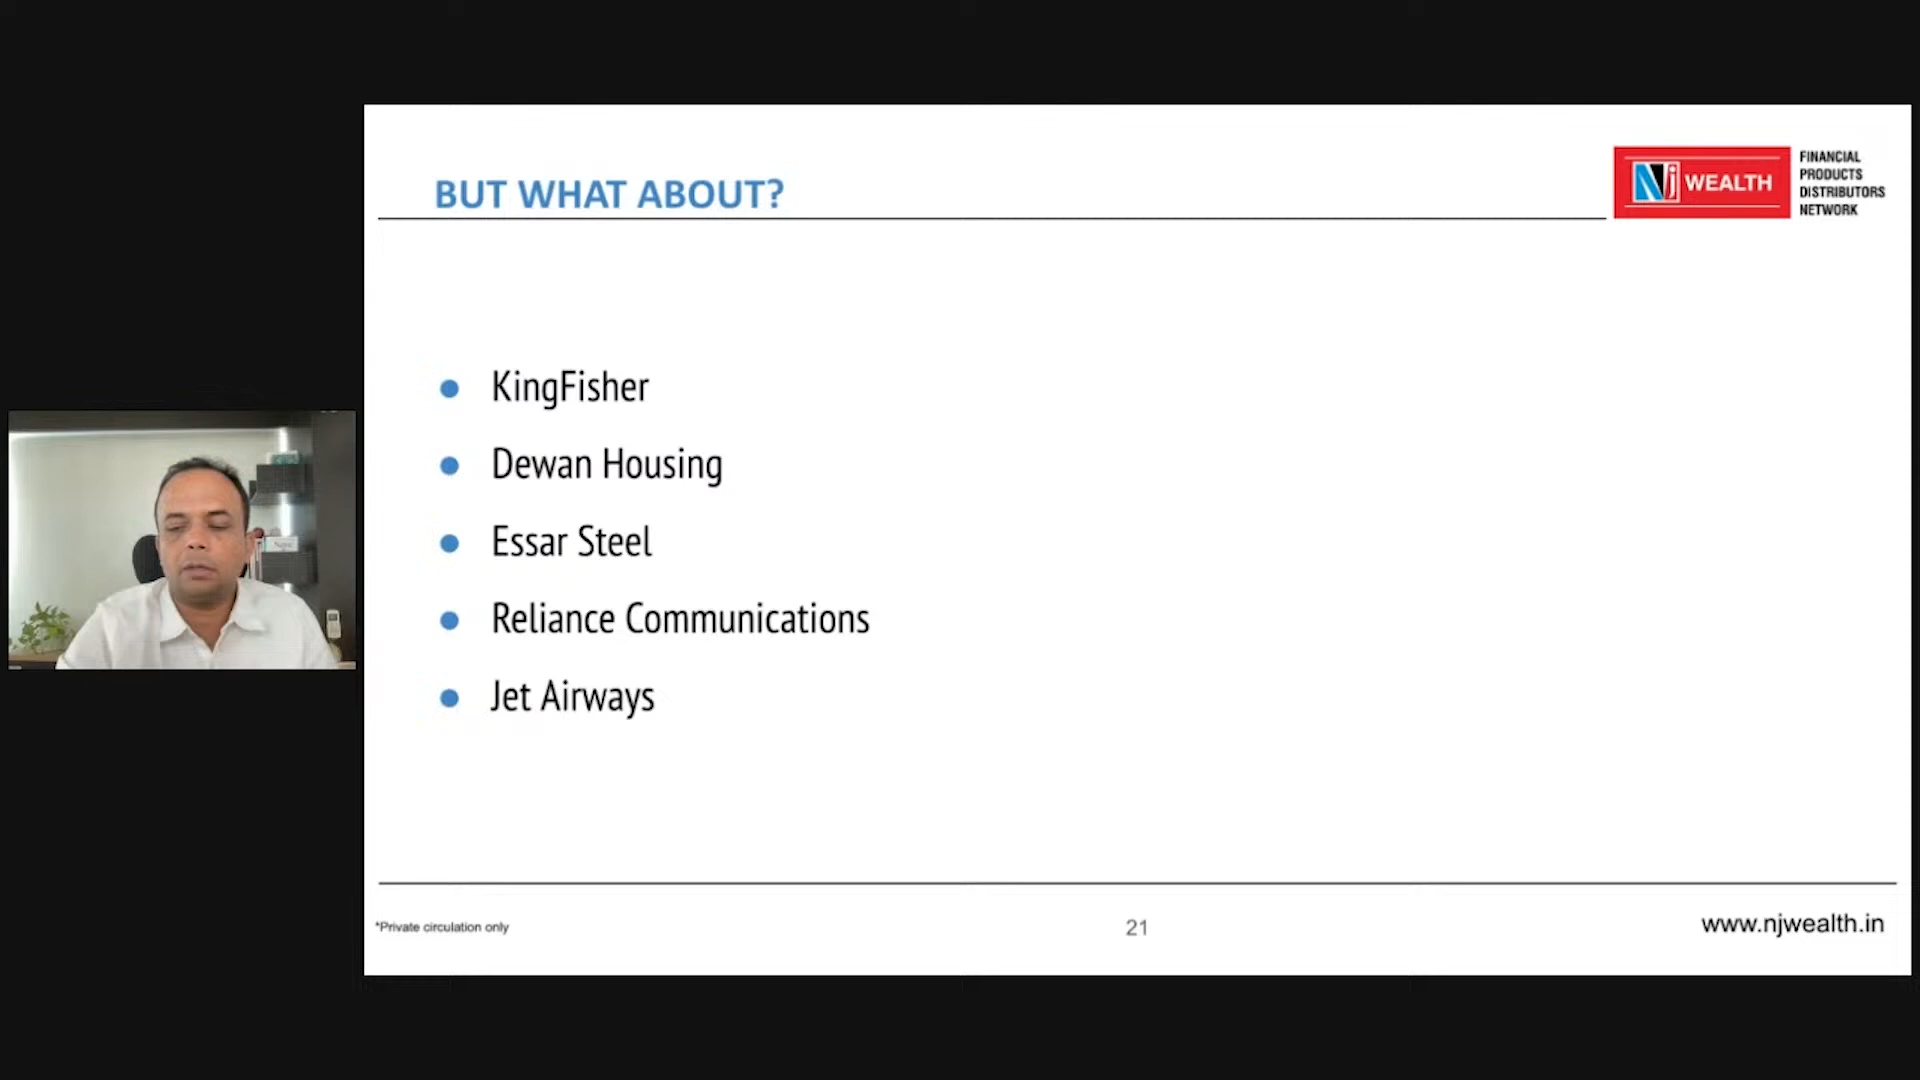 BUT WHAT ABOUT?
Nj WEALTH
FINANCIAL
PRODUCTS
DISTRIBUTORS
NETWORK
KingFisher
Dewan Housing
Essar Steel
Reliance Communications
Jet Airways
*Private circulation only
21
www.njwealth.in